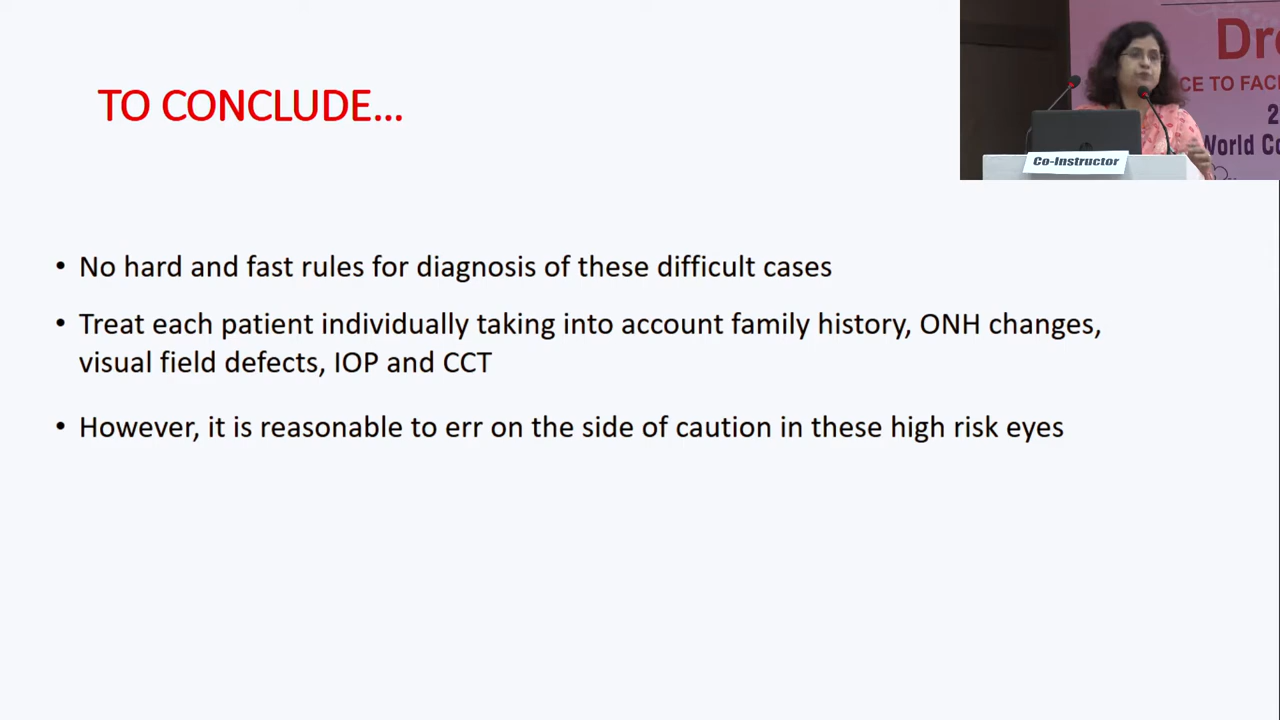 TO CONCLUDE...
Dr
CE TO FACE
2
World Co
Co-Instructor
• No hard and fast rules for diagnosis of these difficult cases
• Treat each patient individually taking into account family history, ONH changes,
visual field defects, IOP and CCT
• However, it is reasonable to err on the side of caution in these high risk eyes